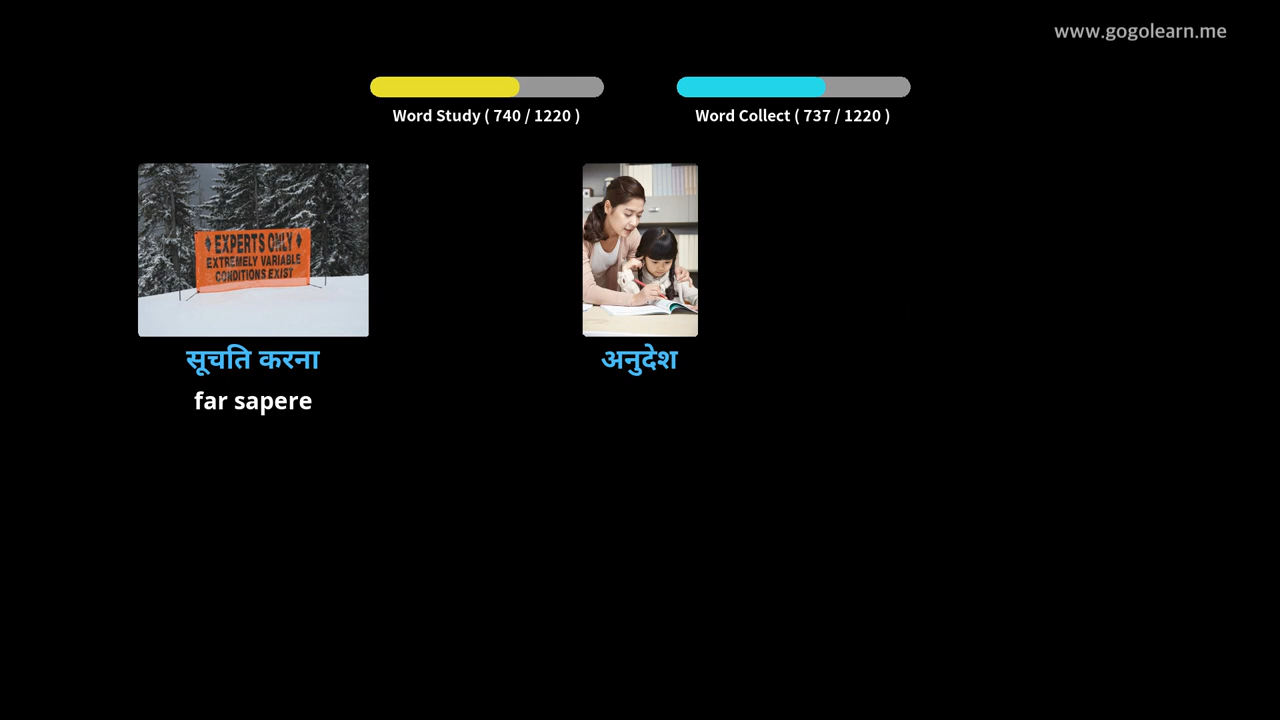 www.gogolearn.me
Word Study ( 740 / 1220 )
Word Collect ( 737 / 1220 )
EXPERTS ONLY
EXTREMELY VARIABLE
CONDITIONS EXIST
सूचति करना
far sapere
अनुदेश